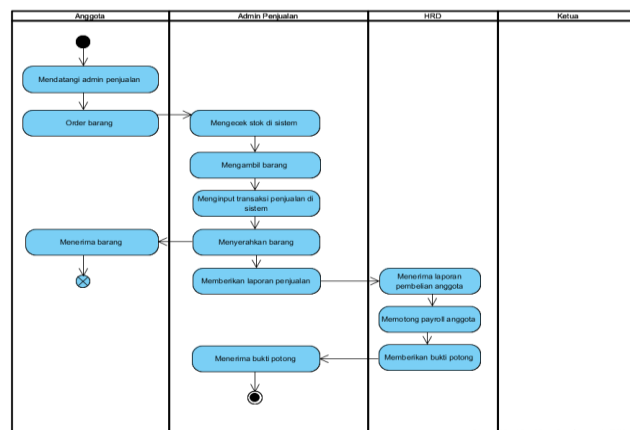 Anggota
Admin Penjualan
HRD
Ketua
Mendatangi admin penjualan
Order barang
Mengecek stok di sistem
Mengambil barang
Menginput transaksi penjualan di
sistem
Menerima barang
Menyerahkan barang
Memberikan laporan penjualan
Menerima laporan
pembelian anggota
Memotong payroll anggota
Menerima bukti potong
Memberikan bukti potong